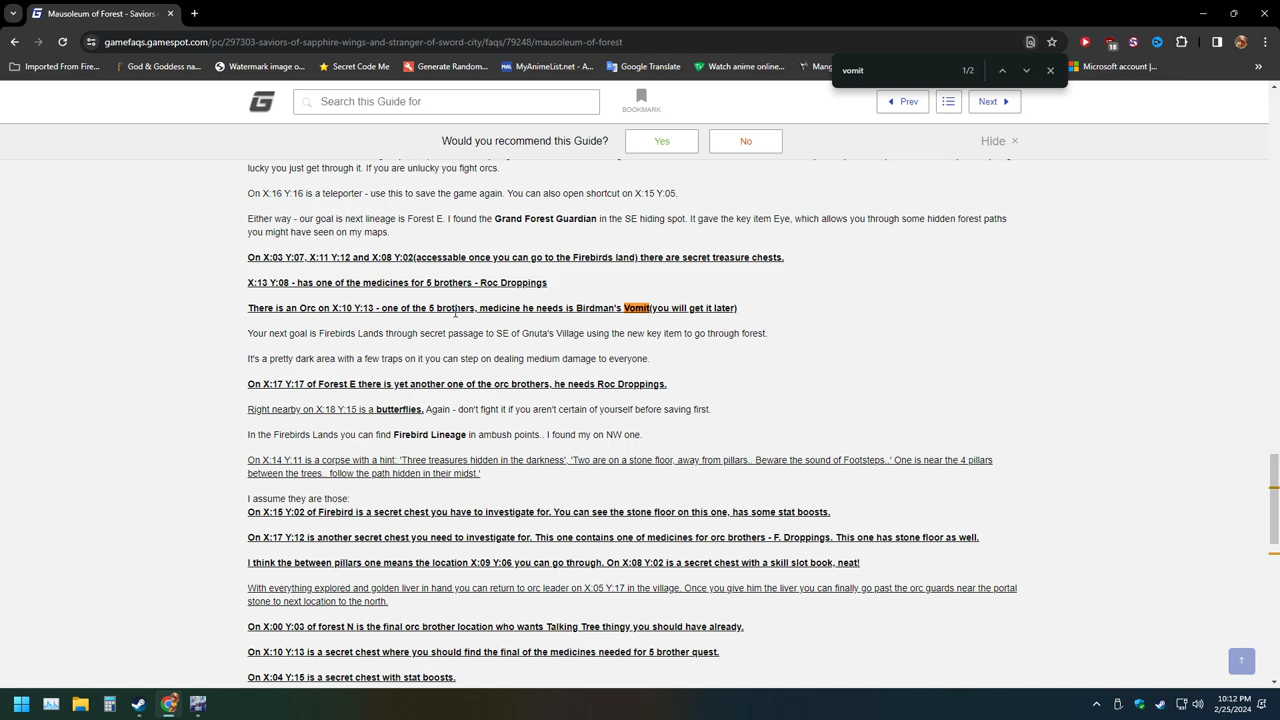 Mausoleum of Forest - Saviors
gamefaqs.gamespot.com/pc/297303-saviors-of-sapphire-wings-and-stranger-of-sword-city/faqs/79248/mausoleum-of-forest
18
Imported From Fire...
God & Goddess na...
Watermark image o...
Secret Code Me
Generate Random...
MyAnimeList.net - A...
Google Translate
Watch anime online...
Mang
Microsoft account |...
vomit
1/2
Search this Guide for
BOOKMARK
Prev
Next
Would you recommend this Guide?
Yes
No
Hide ×
lucky you just get through it. If you are unlucky you fight orcs.
On X:16 Y:16 is a teleporter - use this to save the game again. You can also open shortcut on X:15 Y:05.
Either way - our goal is next lineage is Forest E. I found the Grand Forest Guardian in the SE hiding spot. It gave the key item Eye, which allows you through some hidden forest paths
you might have seen on my maps.
On X:03 Y:07, X:11 Y:12 and X:08 Y:02(accessable once you can go to the Firebirds land) there are secret treasure chests.
X:13 Y:08 - has one of the medicines for 5 brothers - Roc Droppings
There is an Orc on X:10 Y:13 - one of the 5 brothers, medicine he needs is Birdman's Vomit(you will get it later)
Your next goal is Firebirds Lands through secret passage to SE of Gnuta's Village using the new key item to go through forest.
It's a pretty dark area with a few traps on it you can step on dealing medium damage to everyone.
On X:17 Y:17 of Forest E there is yet another one of the orc brothers, he needs Roc Droppings.
Right nearby on X:18 Y:15 is a butterflies. Again - don't fight it if you aren't certain of yourself before saving first.
In the Firebirds Lands you can find Firebird Lineage in ambush points.. I found my on NW one.
On X:14 Y:11 is a corpse with a hint: 'Three treasures hidden in the darkness', 'Two are on a stone floor, away from pillars.. Beware the sound of Footsteps..' One is near the 4 pillars
between the trees.. follow the path hidden in their midst.'
I assume they are those:
On X:15 Y:02 of Firebird is a secret chest you have to investigate for. You can see the stone floor on this one, has some stat boosts.
On X:17 Y:12 is another secret chest you need to investigate for. This one contains one of medicines for orc brothers - F. Droppings. This one has stone floor as well.
I think the between pillars one means the location X:09 Y:06 you can go through. On X:08 Y:02 is a secret chest with a skill slot book, neat!
With everything explored and golden liver in hand you can return to orc leader on X:05 Y:17 in the village. Once you give him the liver you can finally go past the orc guards near the portal
stone to next location to the north.
On X:00 Y:03 of forest N is the final orc brother location who wants Talking Tree thingy you should have already.
On X:10 Y:13 is a secret chest where you should find the final of the medicines needed for 5 brother quest.
On X:04 Y:15 is a secret chest with stat boosts.
10:12 PM
2/25/2024